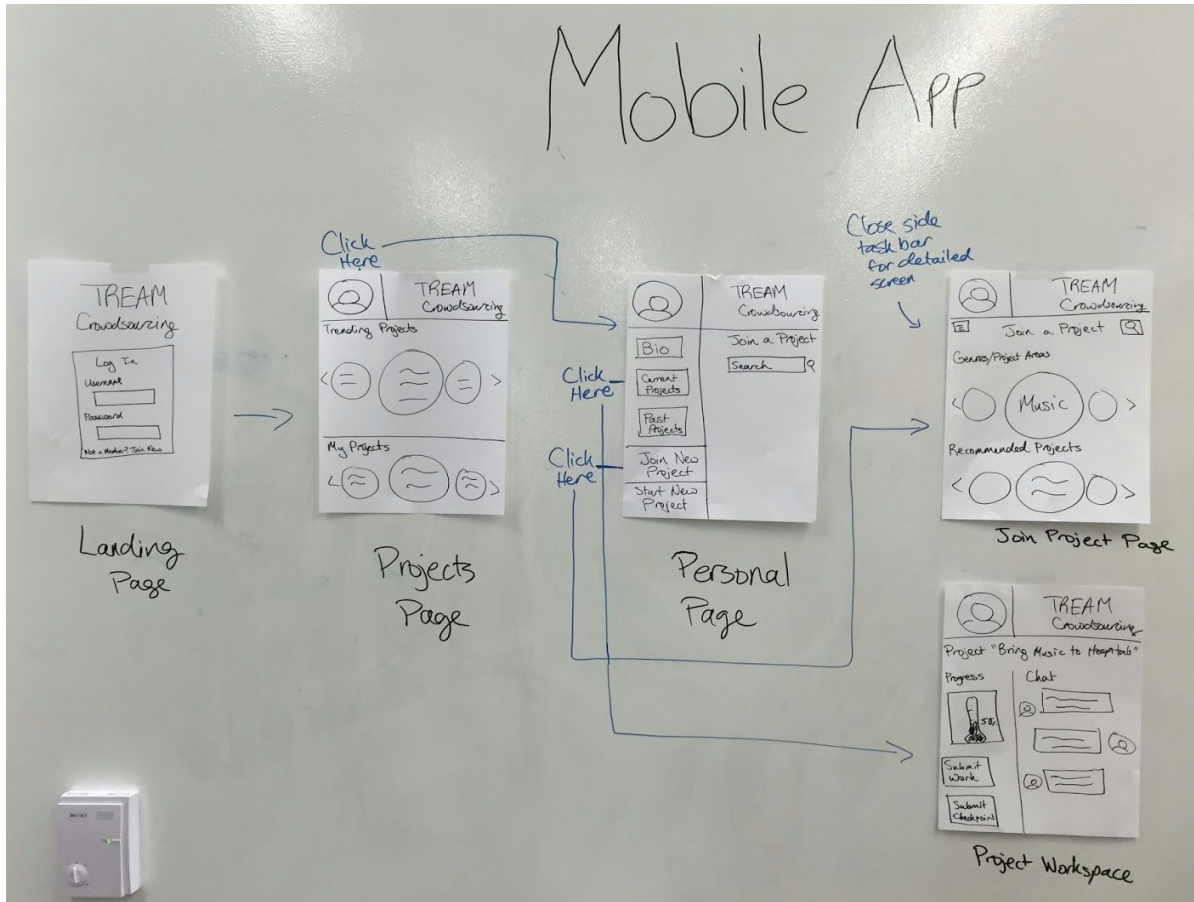 Mobile App
TREAM
Crowdsourcing
Log In
Username
Password
Not a Member? Join Now
Landing
Page
Click
Here
TREAM
Crowdsourcing
Trending Projects
My Projects
Projects
Page
TREAM
Crowdsourcing
Bio
Current
Projects
Past
Projects
Join New
Project
Start New
Project
Join a Project
Search
Click
Here
Click
Here
Personal
Page
Close side
task bar
for detailed
screen
TREAM
Crowdsourcing
Join a Project
Genres/Project Areas
Music
Recommended Projects
Join Project Page
TREAM
Crowdsourcing
Project "Bring Music to Hospitals"
Progress
Chat
Submit
Work
Submit
Checkpoint
Project Workspace